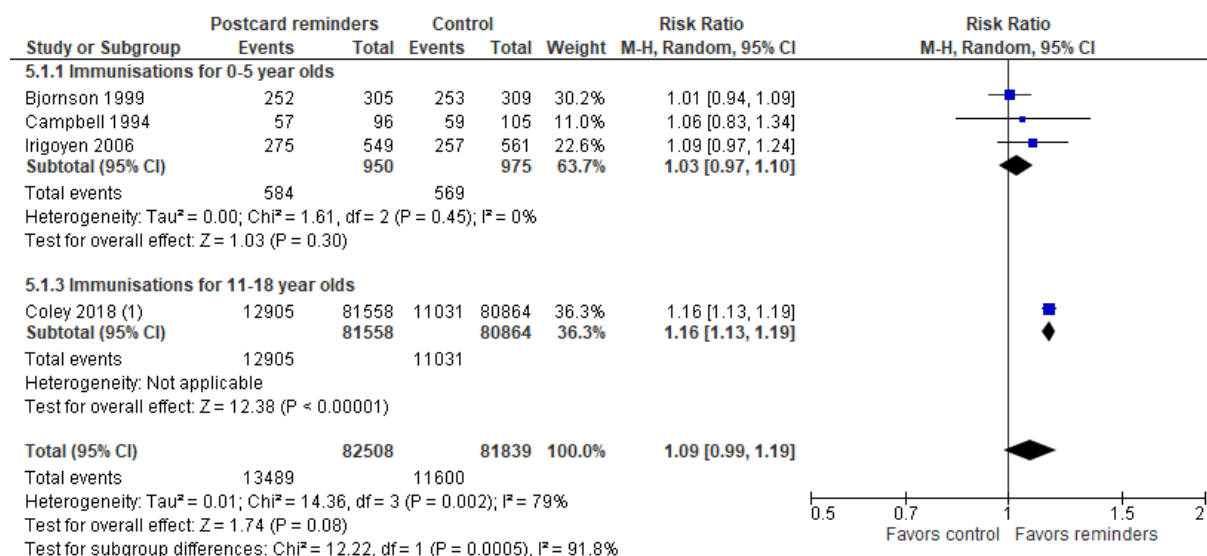 Postcard reminders Control Risk Ratio Risk Ratio
Study or Subgroup Events Total Events Total Weight M-H, Random, 95% CI M-H, Random, 95% CI
5.1.1 Immunisations for 0-5 year olds
Bjornson 1999 252 305 253 309 30.2% 1.01 [0.94, 1.09]
Campbell 1994 57 96 59 105 11.0% 1.06 [0.83, 1.34]
Irigoyen 2006 275 549 257 561 22.6% 1.09 [0.97, 1.24]
Subtotal (95% CI) 950 975 63.7% 1.03 [0.97, 1.10]
Total events 584 569
Heterogeneity: Tau² = 0.00; Chi² = 1.61, df = 2 (P = 0.45); I² = 0%
Test for overall effect: Z = 1.03 (P = 0.30)
5.1.3 Immunisations for 11-18 year olds
Coley 2018 (1) 12905 81558 11031 80864 36.3% 1.16 [1.13, 1.19]
Subtotal (95% CI) 81558 80864 36.3% 1.16 [1.13, 1.19]
Total events 12905 11031
Heterogeneity: Not applicable
Test for overall effect: Z = 12.38 (P < 0.00001)
Total (95% CI) 82508 81839 100.0% 1.09 [0.99, 1.19]
Total events 13489 11600
Heterogeneity: Tau² = 0.01; Chi² = 14.36, df = 3 (P = 0.002); I² = 79%
Test for overall effect: Z = 1.74 (P = 0.08)
Test for subgroup differences: Chi² = 12.22, df = 1 (P = 0.0005), I² = 91.8%
0.5 0.7 1 1.5 2
Favors control Favors reminders